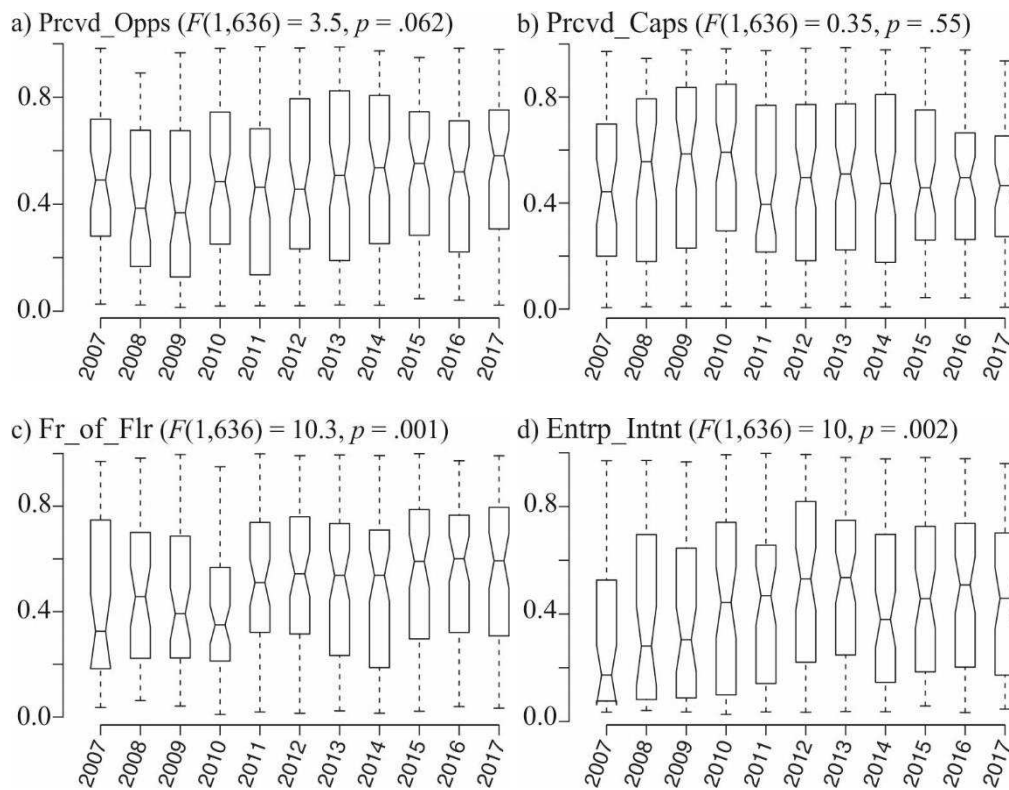 a) Prcvd_Opps (F(1,636) = 3.5, p = .062)
0.8
0.4
0.0
2007 2008 2009 2010 2011 2012 2013 2014 2015 2016 2017
b) Prcvd_Caps (F(1,636) = 0.35, p = .55)
0.8
0.4
0.0
2007 2008 2009 2010 2011 2012 2013 2014 2015 2016 2017
c) Fr_of_Flr (F(1,636) = 10.3, p = .001)
0.8
0.4
0.0
2007 2008 2009 2010 2011 2012 2013 2014 2015 2016 2017
d) Entrp_Intnt (F(1,636) = 10, p = .002)
0.8
0.4
0.0
2007 2008 2009 2010 2011 2012 2013 2014 2015 2016 2017